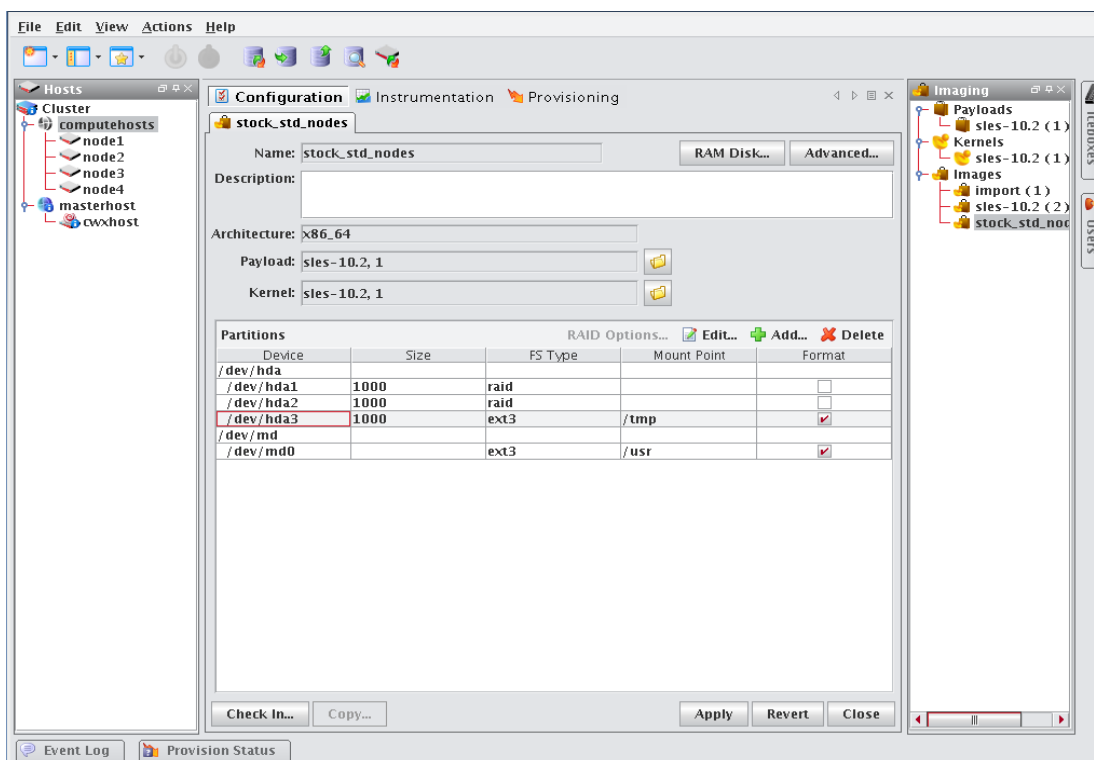 File Edit View Actions Help
Hosts
Cluster
computehosts
node1
node2
node3
node4
masterhost
cwxhost
Configuration Instrumentation Provisioning
stock_std_nodes
Name: stock_std_nodes RAM Disk... Advanced...
Description:
Architecture: x86_64
Payload: sles-10.2, 1
Kernel: sles-10.2, 1
Partitions RAID Options... Edit... Add... Delete
Device Size FS Type Mount Point Format
/dev/hda
/dev/hda1 1000 raid
/dev/hda2 1000 raid
/dev/hda3 1000 ext3 /tmp
/dev/md
/dev/md0 ext3 /usr
Check In... Copy... Apply Revert Close
Imaging
Payloads
sles-10.2 (1)
Kernels
sles-10.2 (1)
Images
import (1)
sles-10.2 (2)
stock_std_nod
Iceboxes
Users
Event Log Provision Status